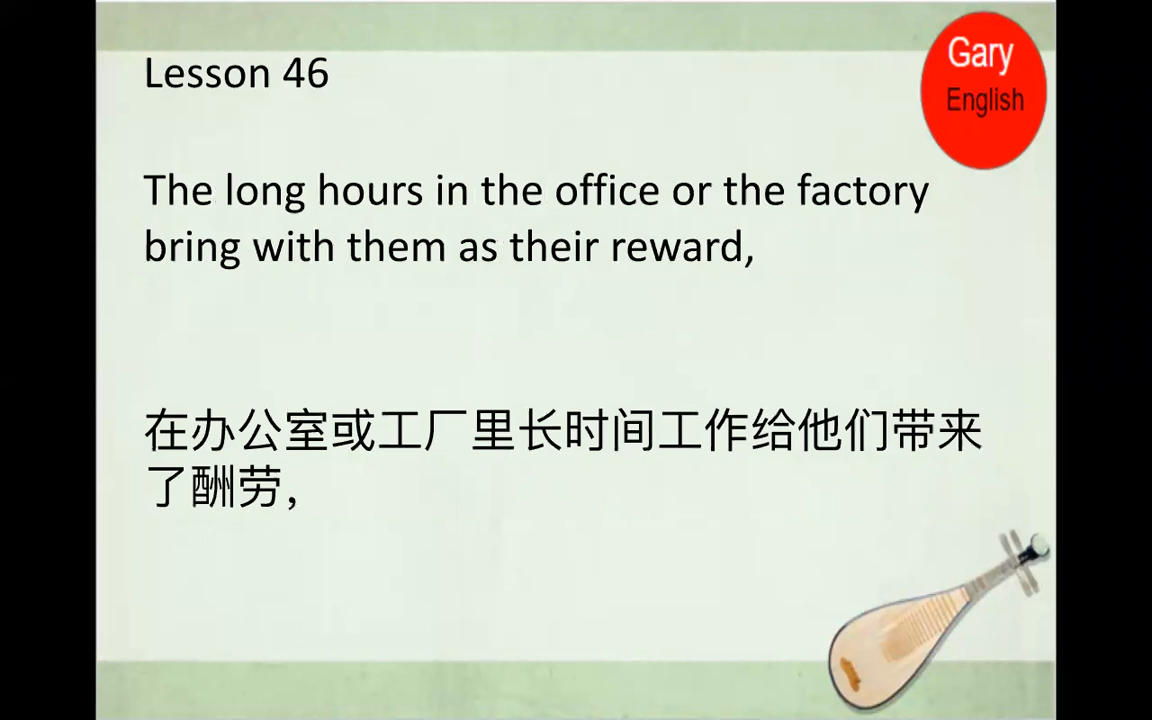 Lesson 46
Gary
English
The long hours in the office or the factory
bring with them as their reward,
在办公室或工厂里长时间工作给他们带来
了酬劳，